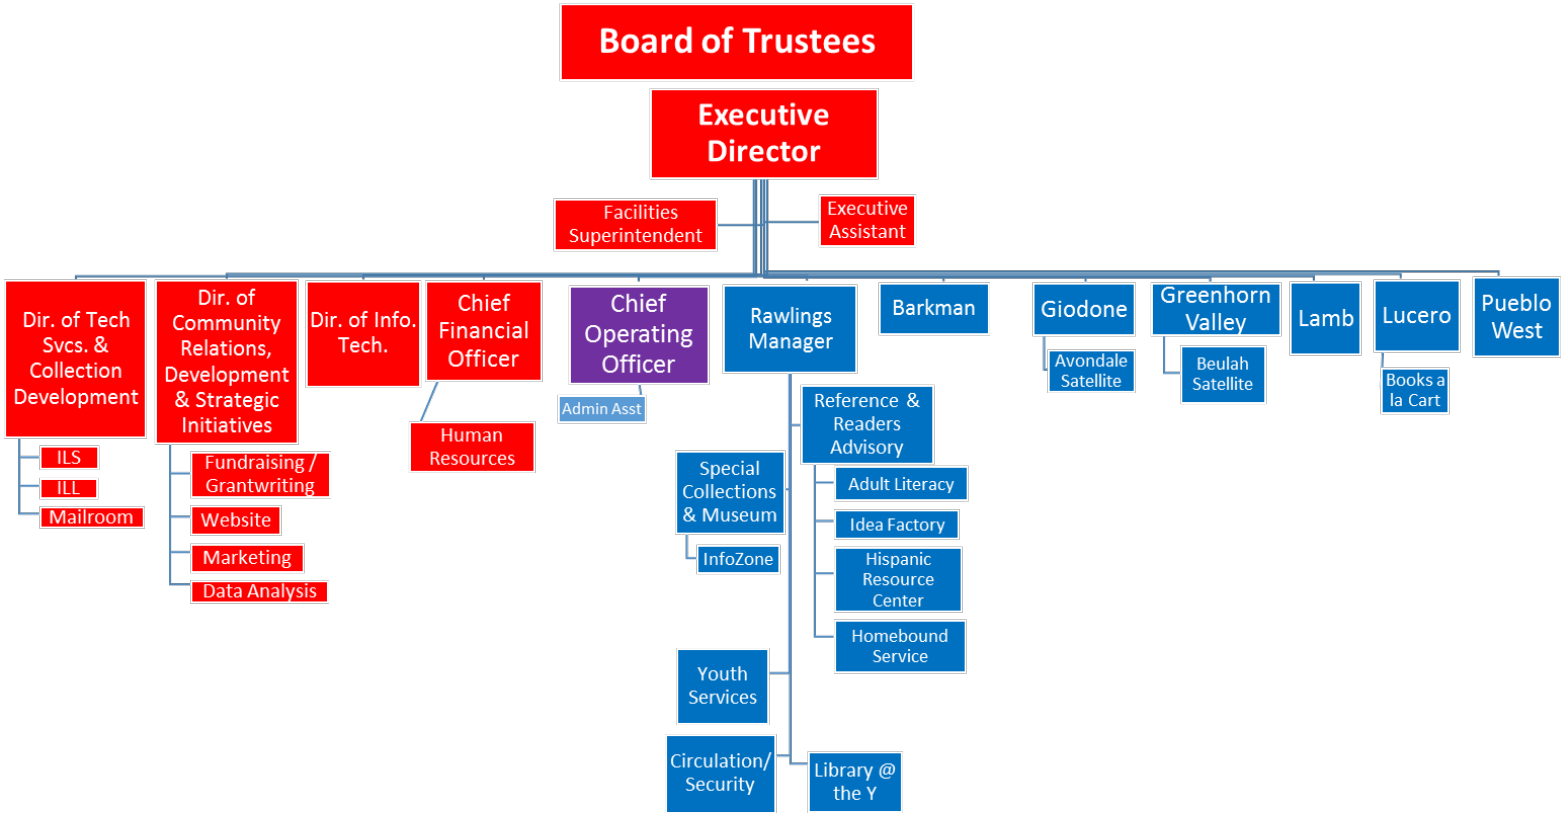 Board of Trustees
Executive
Director
Facilities
Superintendent
Executive
Assistant
Dir. of Tech
Svcs. &
Collection
Development
ILS
ILL
Mailroom
Dir. of
Community
Relations,
Development
& Strategic
Initiatives
Fundraising /
Grantwriting
Website
Marketing
Data Analysis
Dir. of Info.
Tech.
Chief
Financial
Officer
Human
Resources
Chief
Operating
Officer
Admin Asst
Rawlings
Manager
Reference &
Readers
Advisory
Adult Literacy
Idea Factory
Hispanic
Resource
Center
Homebound
Service
Special
Collections
& Museum
InfoZone
Youth
Services
Circulation/
Security
Library @
the Y
Barkman
Giodone
Avondale
Satellite
Greenhorn
Valley
Beulah
Satellite
Lamb
Lucero
Books a
la Cart
Pueblo
West